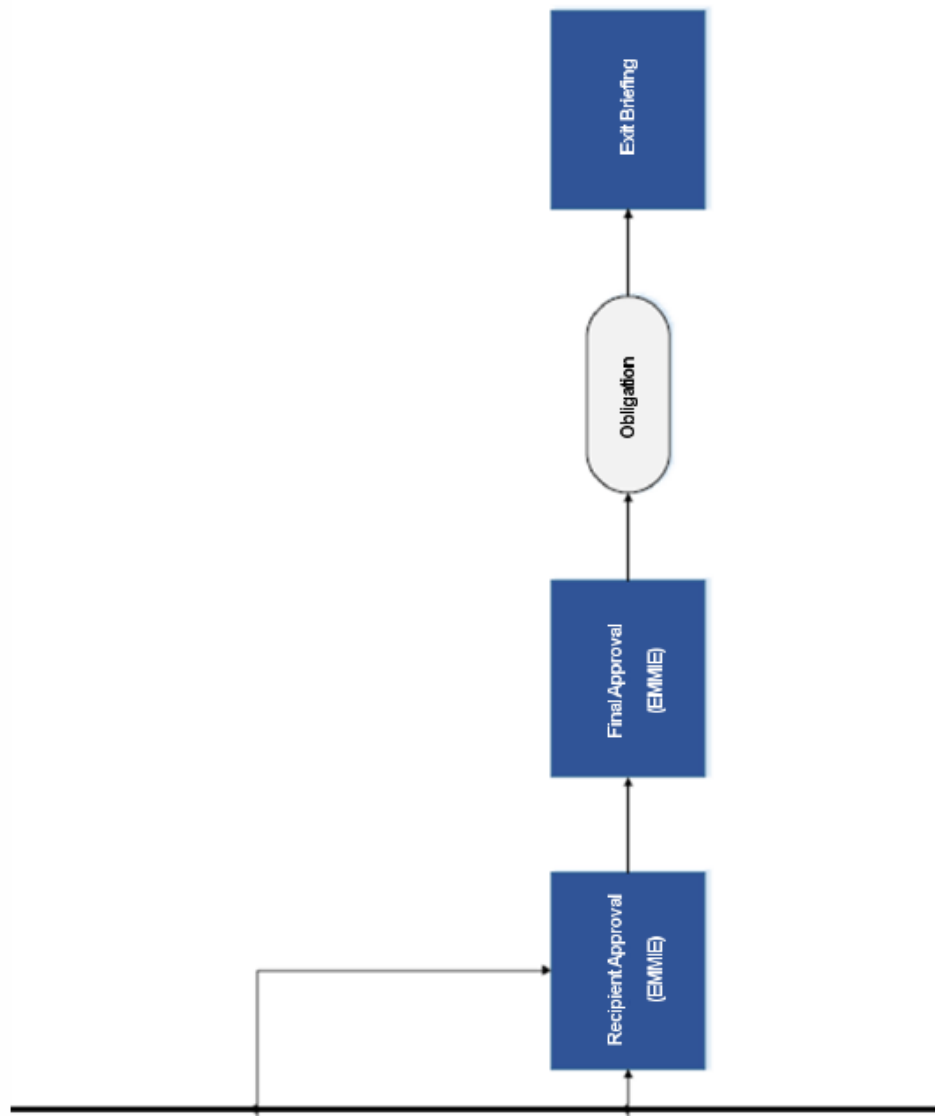 Recipient Approval
(EMMIE)
Final Approval
(EMMIE)
Obligation
Exit Briefing